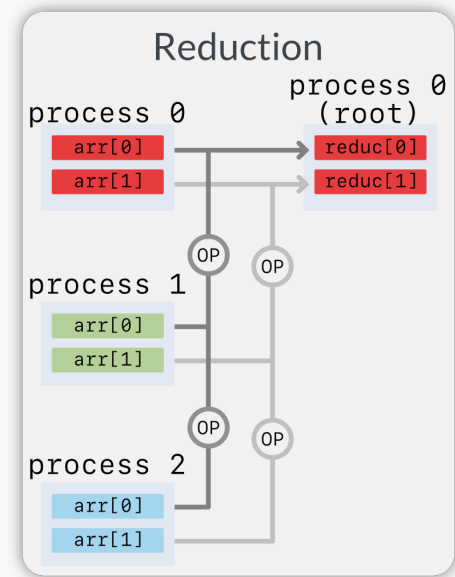 Reduction
process 0
(root)
process 0
arr[0]
reduc[0]
arr[1]
reduc[1]
OP
OP
process 1
arr[0]
arr[1]
OP
OP
process 2
arr[0]
arr[1]